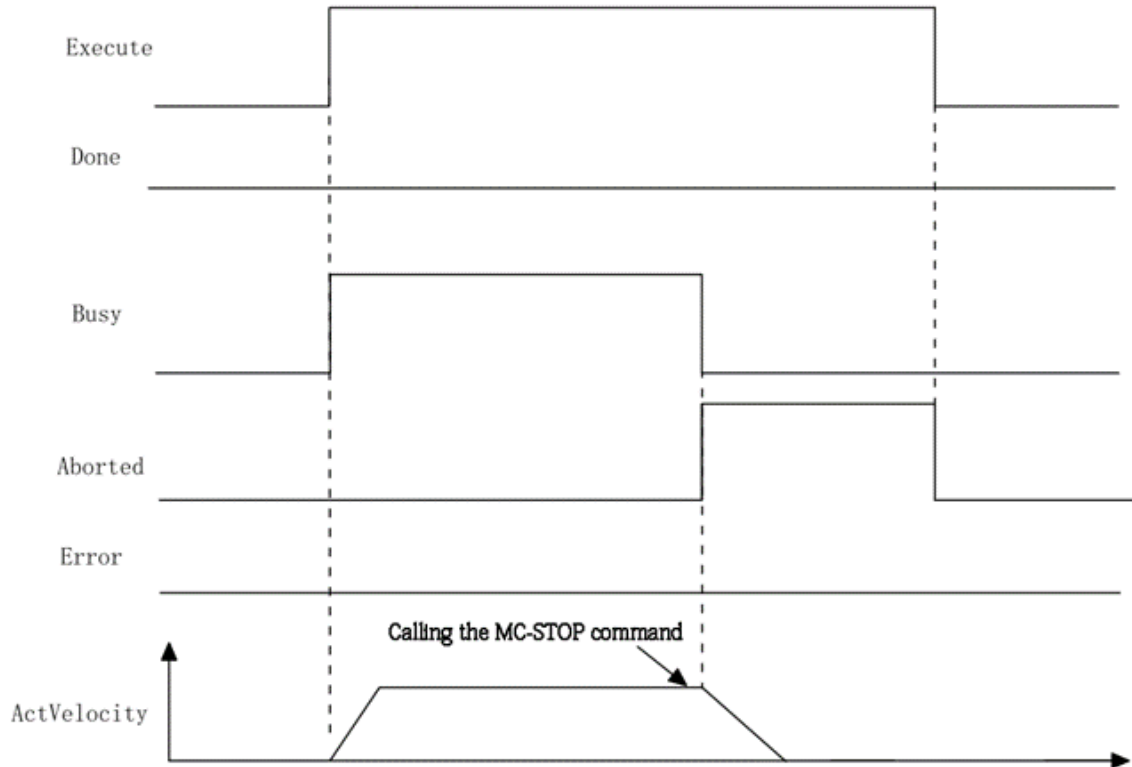 Execute
Done
Busy
Aborted
Error
Calling the MC-STOP command
ActVelocity